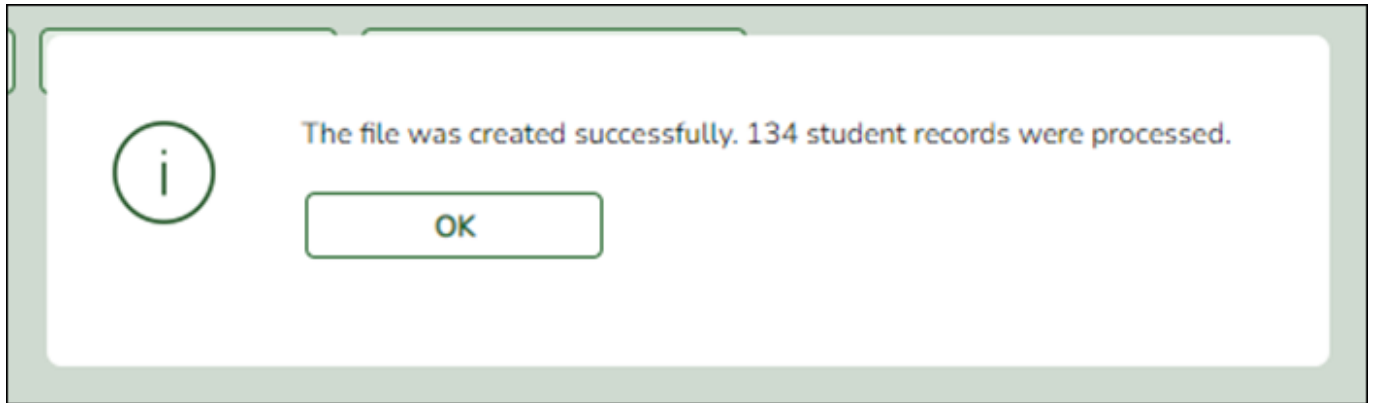 The file was created successfully. 134 student records were processed.
i
OK